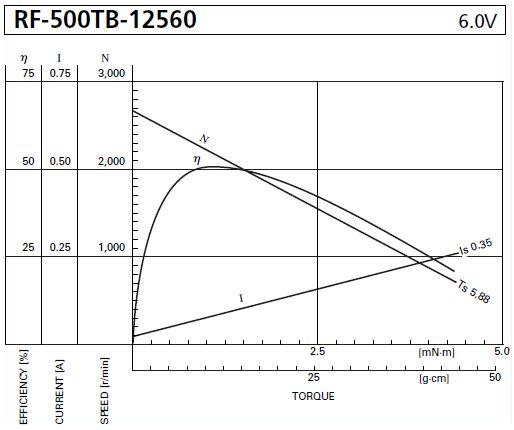 RF-500TB-12560
6.0V
η I N
75 0.75 3,000
N
η
50 0.50 2,000
Is 0.35
25 0.25 1,000
Ts 5.88
I
2.5 [mN·m] 5.0
25 [g·cm] 50
TORQUE
EFFICIENCY [%]
CURRENT [A]
SPEED [r/min]